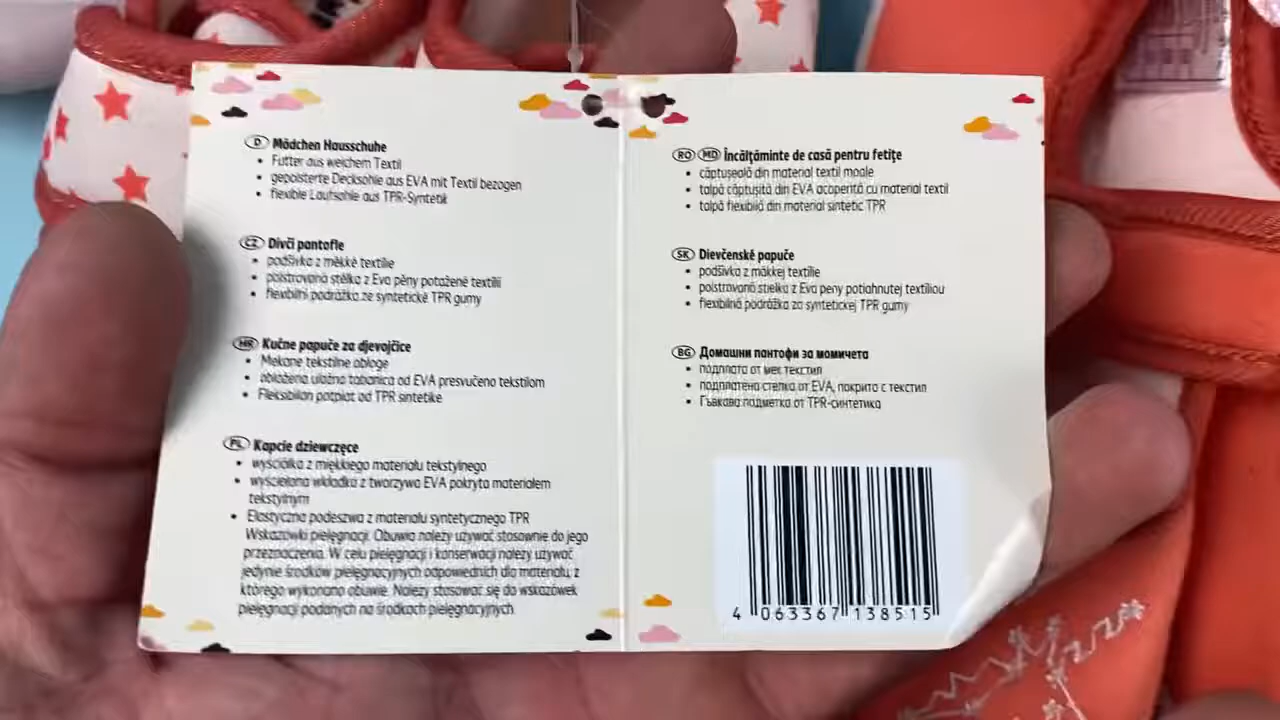 D Mädchen Hausschuhe
• Futter aus weichem Textil
• gepolsterte Decksohle aus EVA mit Textil bezogen
• flexible Laufsohle aus TPR-Syntetik
CZ Dívčí pantofle
• podšívka z měkké textilie
• polstrovaná stélka z Eva pěny potažené textilií
• flexibilní podrážka ze syntetické TPR gumy
HR Kućne papuče za djevojčice
• Mekane tekstilne obloge
• obložena uložna tabanica od EVA presvučeno tekstilom
• Fleksibilan potplat od TPR sintetike
PL Kapcie dziewczęce
• wyściółka z miękkiego materiału tekstylnego
• wyściełana wkładka z tworzywa EVA pokryta materiałem
tekstylnym
• Elastyczna podeszwa z materiału syntetycznego TPR
Wskazówki pielęgnacji. Obuwia należy używać stosownie do jego
przeznaczenia. W celu pielęgnacji i konserwacji należy używać
jedynie środków pielęgnacyjnych odpowiednich dla materiału, z
którego wykonano obuwie. Należy stosować się do wskazówek
pielęgnacji podanych na środkach pielęgnacyjnych
RO MD Încălțăminte de casă pentru fetițe
• căptușeală din material textil moale
• talpă căptușită din EVA acoperită cu material textil
• talpă flexibilă din material sintetic TPR
SK Dievčenské papuče
• podšívka z mäkkej textílie
• polstrovaná stielka z Eva peny potiahnutej textíliou
• flexibilná podrážka zo syntetickej TPR gumy
BG Домашни пантофи за момичета
• подплата от мек текстил
• подплатена стелка от EVA, покрита с текстил
• Гъвкава подметка от TPR-синтетика
4 063367 138515